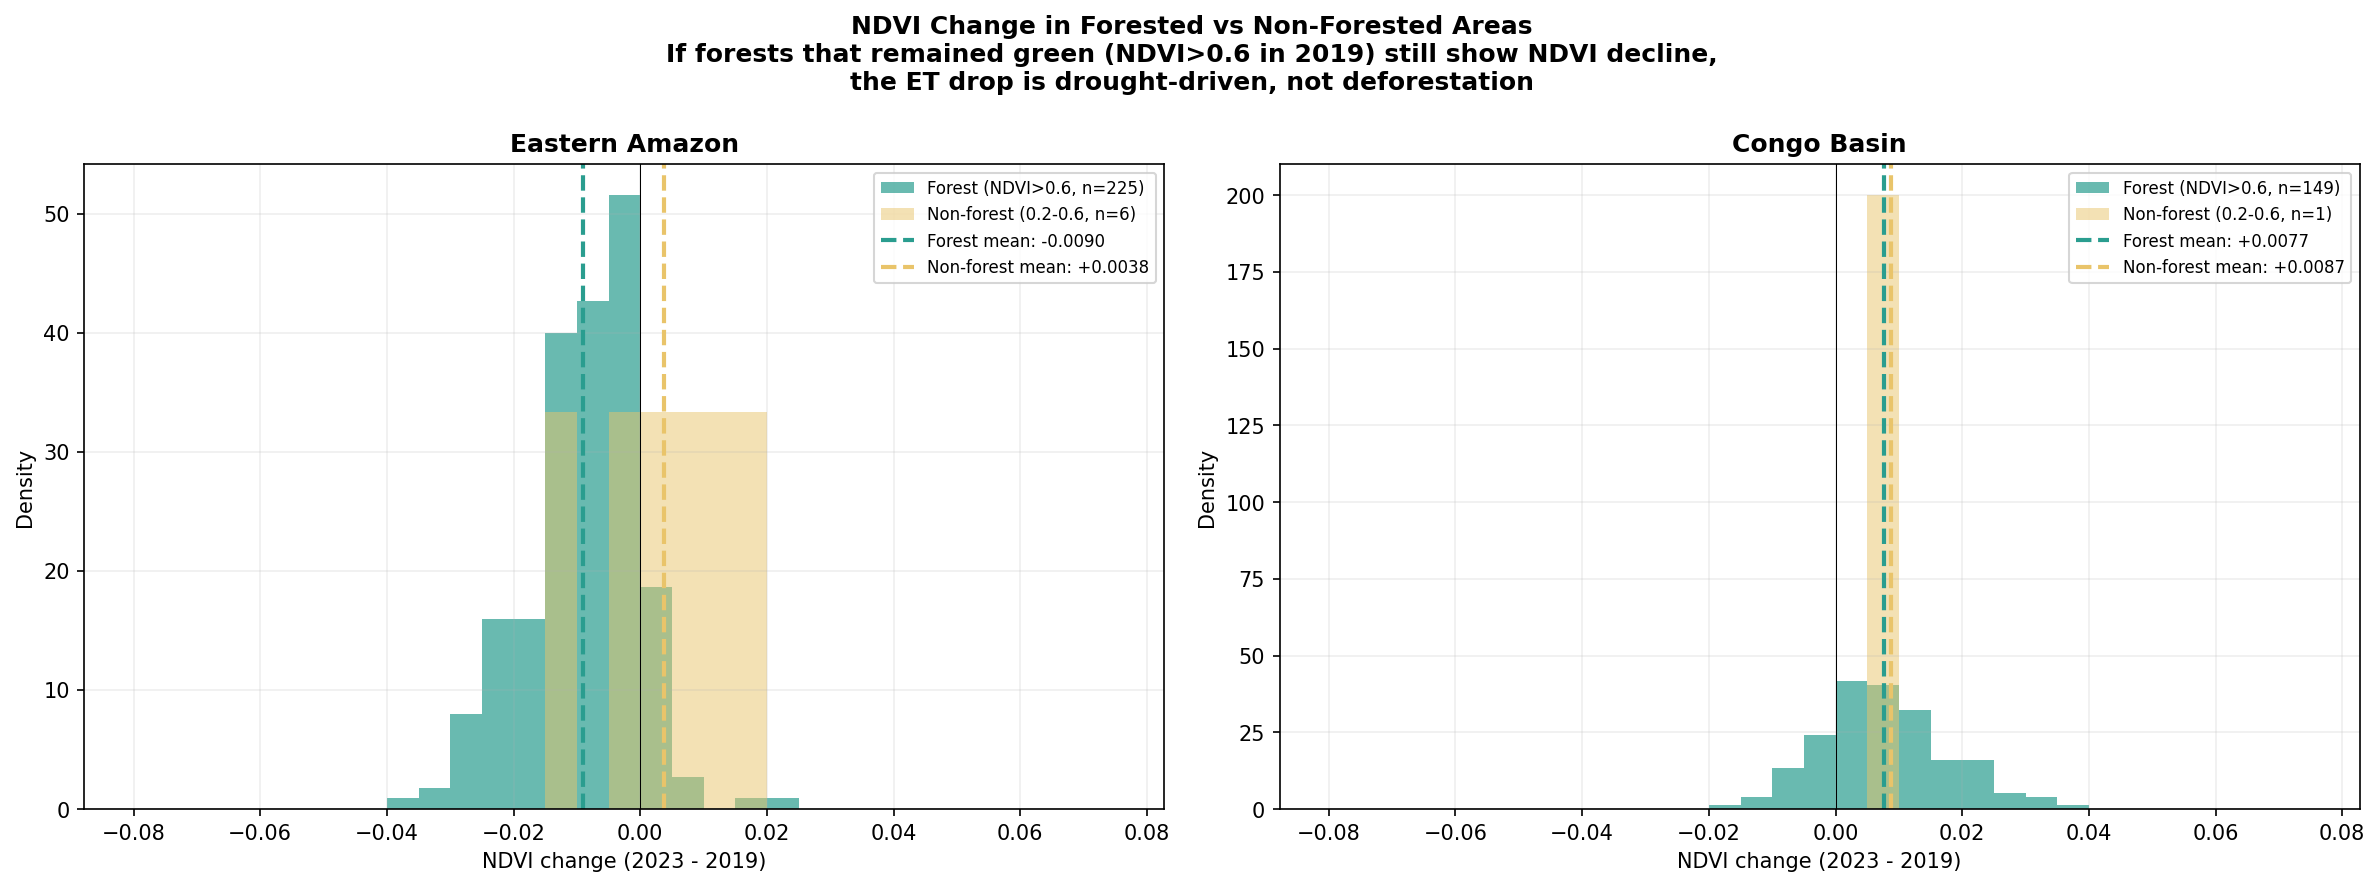 NDVI Change in Forested vs Non-Forested Areas
If forests that remained green (NDVI>0.6 in 2019) still show NDVI decline,
the ET drop is drought-driven, not deforestation
Eastern Amazon
Forest (NDVI>0.6, n=225)
Non-forest (0.2-0.6, n=6)
Forest mean: -0.0090
Non-forest mean: +0.0038
50
40
30
20
10
0
Density
−0.08 −0.06 −0.04 −0.02 0.00 0.02 0.04 0.06 0.08
NDVI change (2023 - 2019)
Congo Basin
Forest (NDVI>0.6, n=149)
Non-forest (0.2-0.6, n=1)
Forest mean: +0.0077
Non-forest mean: +0.0087
200
175
150
125
100
75
50
25
0
Density
−0.08 −0.06 −0.04 −0.02 0.00 0.02 0.04 0.06 0.08
NDVI change (2023 - 2019)